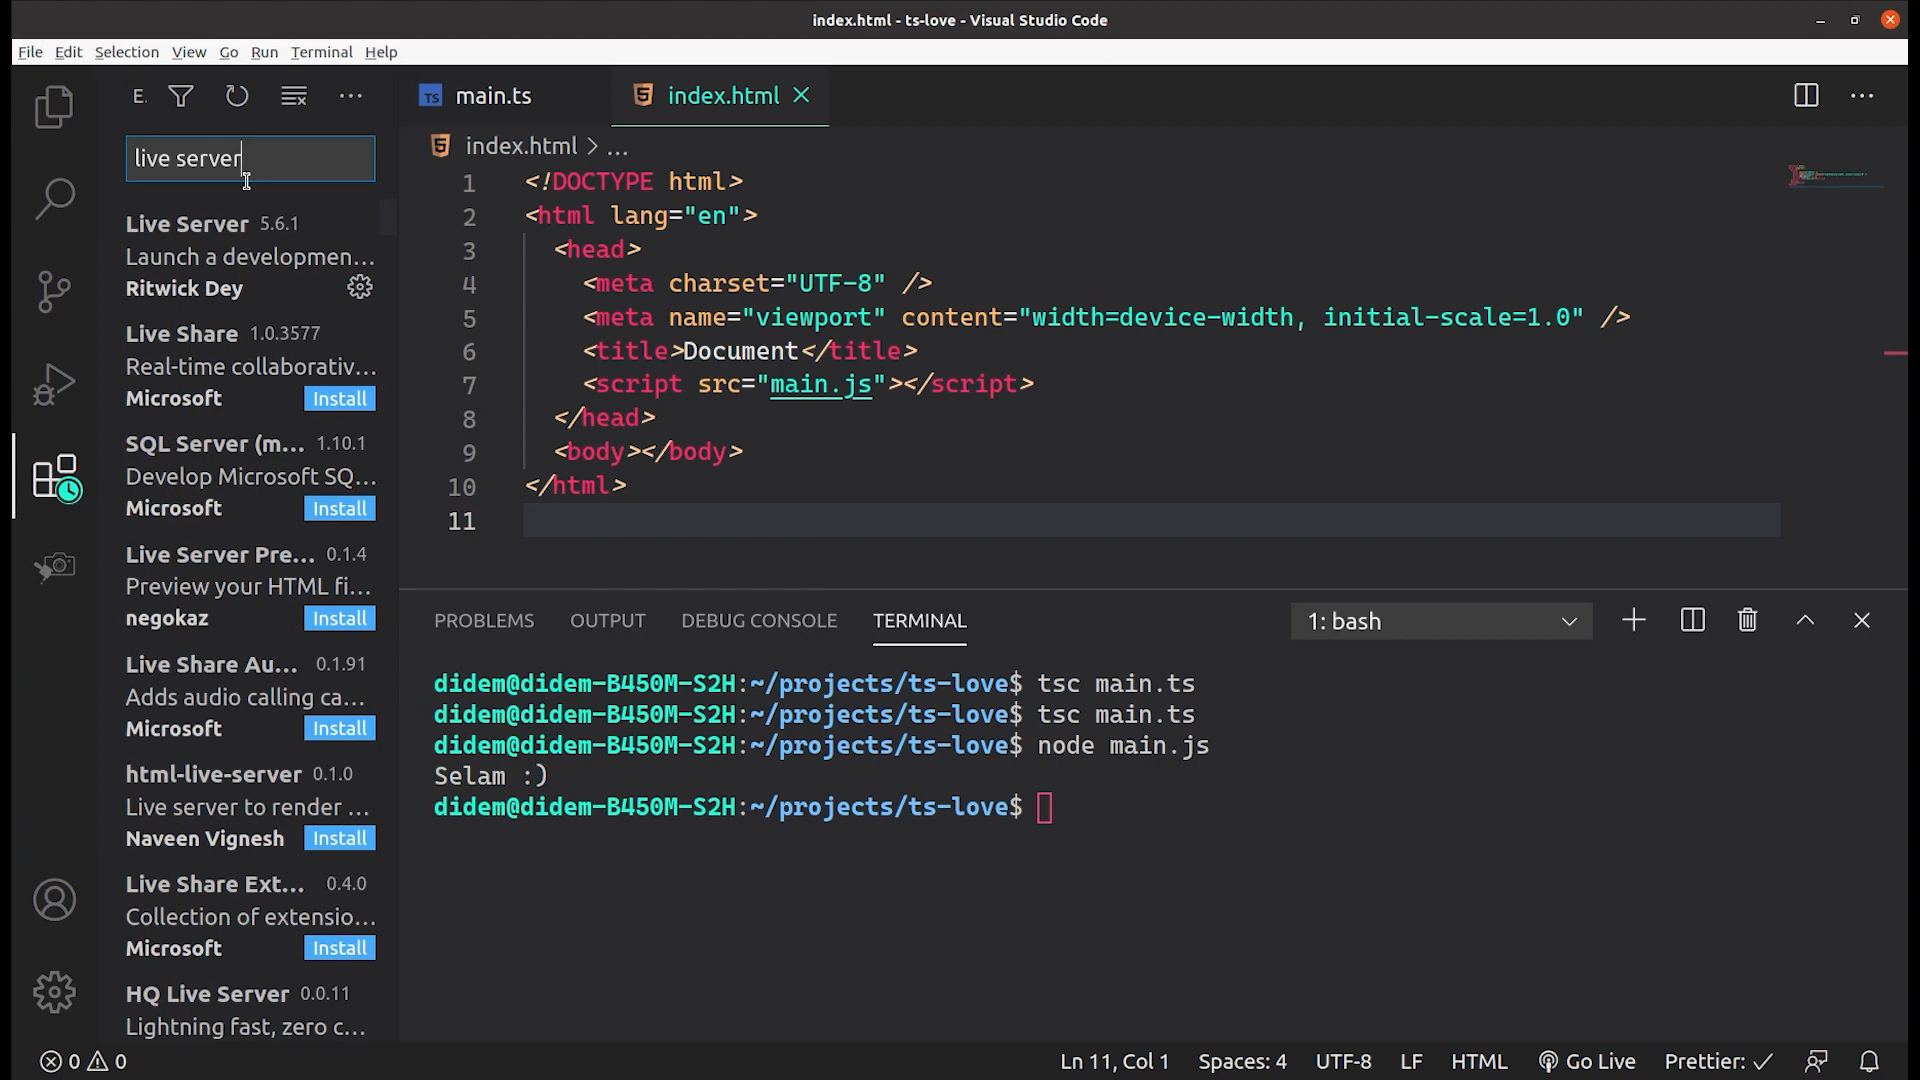 index.html - ts-love - Visual Studio Code
File Edit Selection View Go Run Terminal Help
E.
live server
Live Server 5.6.1
Launch a developmen...
Ritwick Dey
Live Share 1.0.3577
Real-time collaborativ...
Microsoft Install
SQL Server (m... 1.10.1
Develop Microsoft SQ...
Microsoft Install
Live Server Pre... 0.1.4
Preview your HTML fi...
negokaz Install
Live Share Au... 0.1.91
Adds audio calling ca...
Microsoft Install
html-live-server 0.1.0
Live server to render ...
Naveen Vignesh Install
Live Share Ext... 0.4.0
Collection of extensio...
Microsoft Install
HQ Live Server 0.0.11
Lightning fast, zero c...
TS main.ts index.html
index.html > ...
1 <!DOCTYPE html>
2 <html lang="en">
3 <head>
4 <meta charset="UTF-8" />
5 <meta name="viewport" content="width=device-width, initial-scale=1.0" />
6 <title>Document</title>
7 <script src="main.js"></script>
8 </head>
9 <body></body>
10 </html>
11
PROBLEMS OUTPUT DEBUG CONSOLE TERMINAL 1: bash
didem@didem-B450M-S2H:~/projects/ts-love$ tsc main.ts
didem@didem-B450M-S2H:~/projects/ts-love$ tsc main.ts
didem@didem-B450M-S2H:~/projects/ts-love$ node main.js
Selam :)
didem@didem-B450M-S2H:~/projects/ts-love$
0 0 Ln 11, Col 1 Spaces: 4 UTF-8 LF HTML Go Live Prettier: ✓